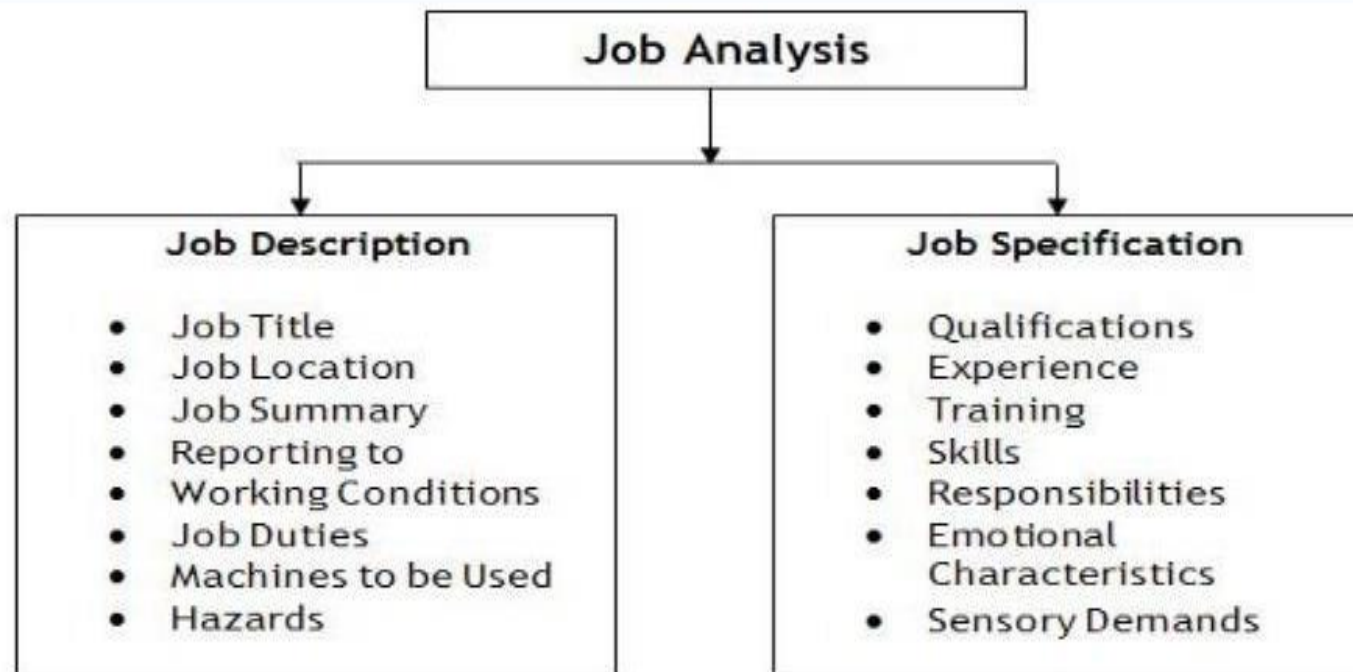 Job Analysis
Job Description
• Job Title
• Job Location
• Job Summary
• Reporting to
• Working Conditions
• Job Duties
• Machines to be Used
• Hazards
Job Specification
• Qualifications
• Experience
• Training
• Skills
• Responsibilities
• Emotional
Characteristics
• Sensory Demands